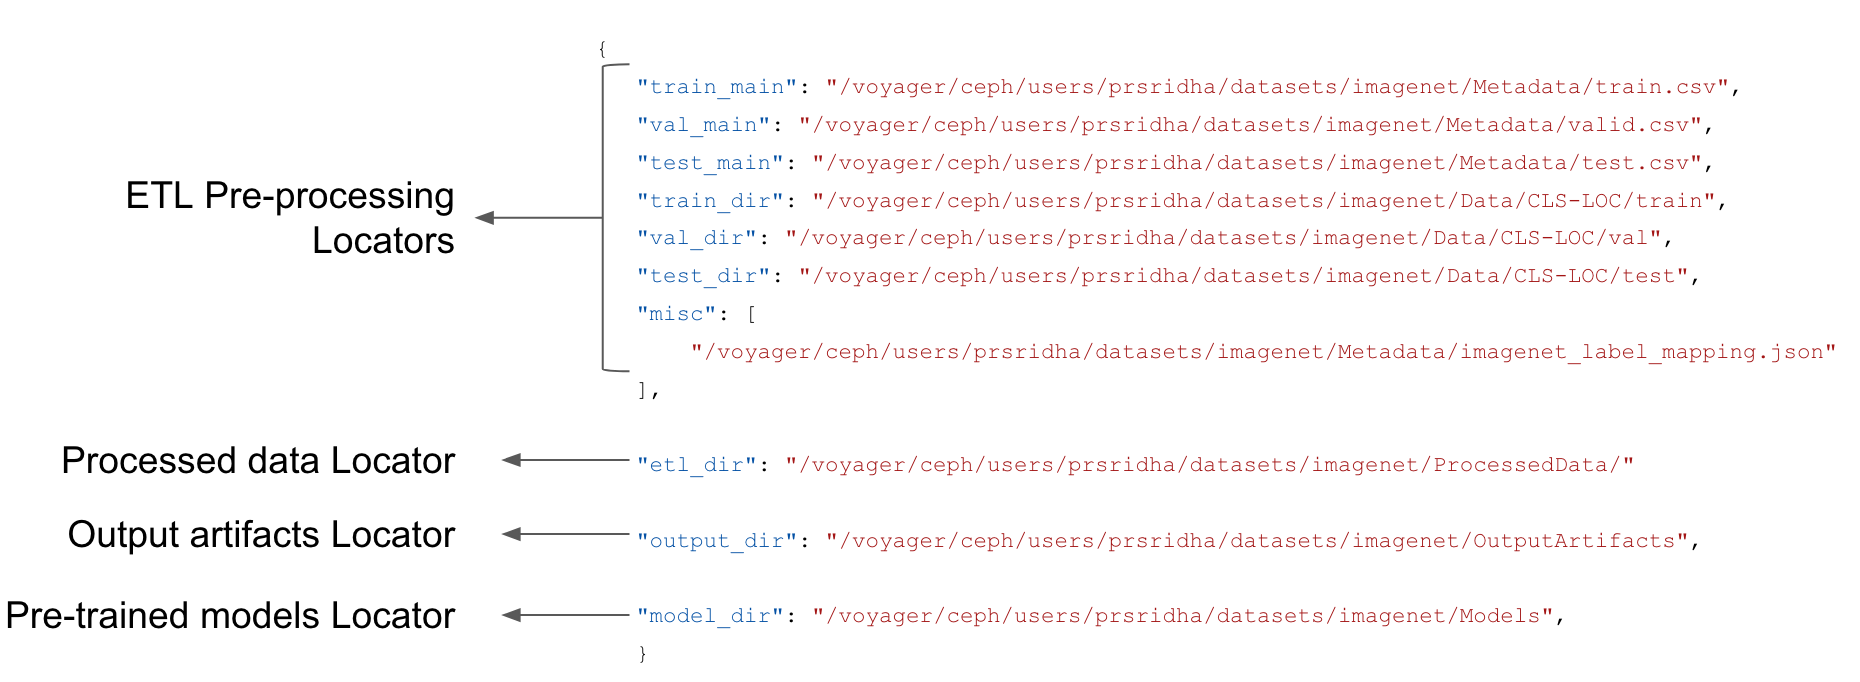 {
"train_main": "/voyager/ceph/users/prsridha/datasets/imagenet/Metadata/train.csv",
"val_main": "/voyager/ceph/users/prsridha/datasets/imagenet/Metadata/valid.csv",
"test_main": "/voyager/ceph/users/prsridha/datasets/imagenet/Metadata/test.csv",
ETL Pre-processing
Locators
"train_dir": "/voyager/ceph/users/prsridha/datasets/imagenet/Data/CLS-LOC/train",
"val_dir": "/voyager/ceph/users/prsridha/datasets/imagenet/Data/CLS-LOC/val",
"test_dir": "/voyager/ceph/users/prsridha/datasets/imagenet/Data/CLS-LOC/test",
"misc": [
"/voyager/ceph/users/prsridha/datasets/imagenet/Metadata/imagenet_label_mapping.json"
],
Processed data Locator
"etl_dir": "/voyager/ceph/users/prsridha/datasets/imagenet/ProcessedData/"
Output artifacts Locator
"output_dir": "/voyager/ceph/users/prsridha/datasets/imagenet/OutputArtifacts",
Pre-trained models Locator
"model_dir": "/voyager/ceph/users/prsridha/datasets/imagenet/Models",
}